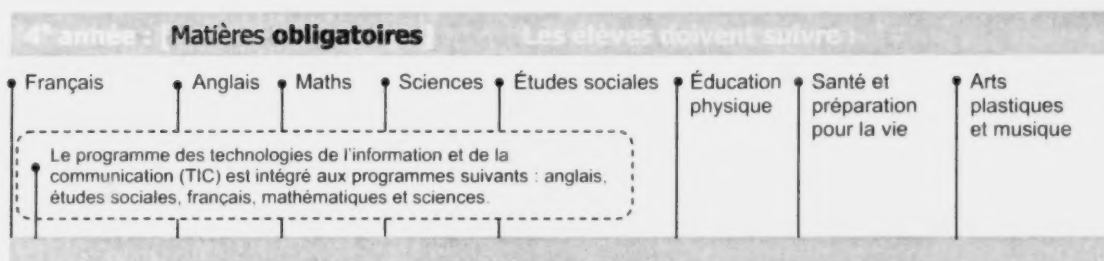 4e année : Matières obligatoires Les élèves doivent suivre :
Français
Anglais
Maths
Sciences
Études sociales
Éducation
physique
Santé et
préparation
pour la vie
Arts
plastiques
et musique
Le programme des technologies de l'information et de la
communication (TIC) est intégré aux programmes suivants : anglais,
études sociales, français, mathématiques et sciences.